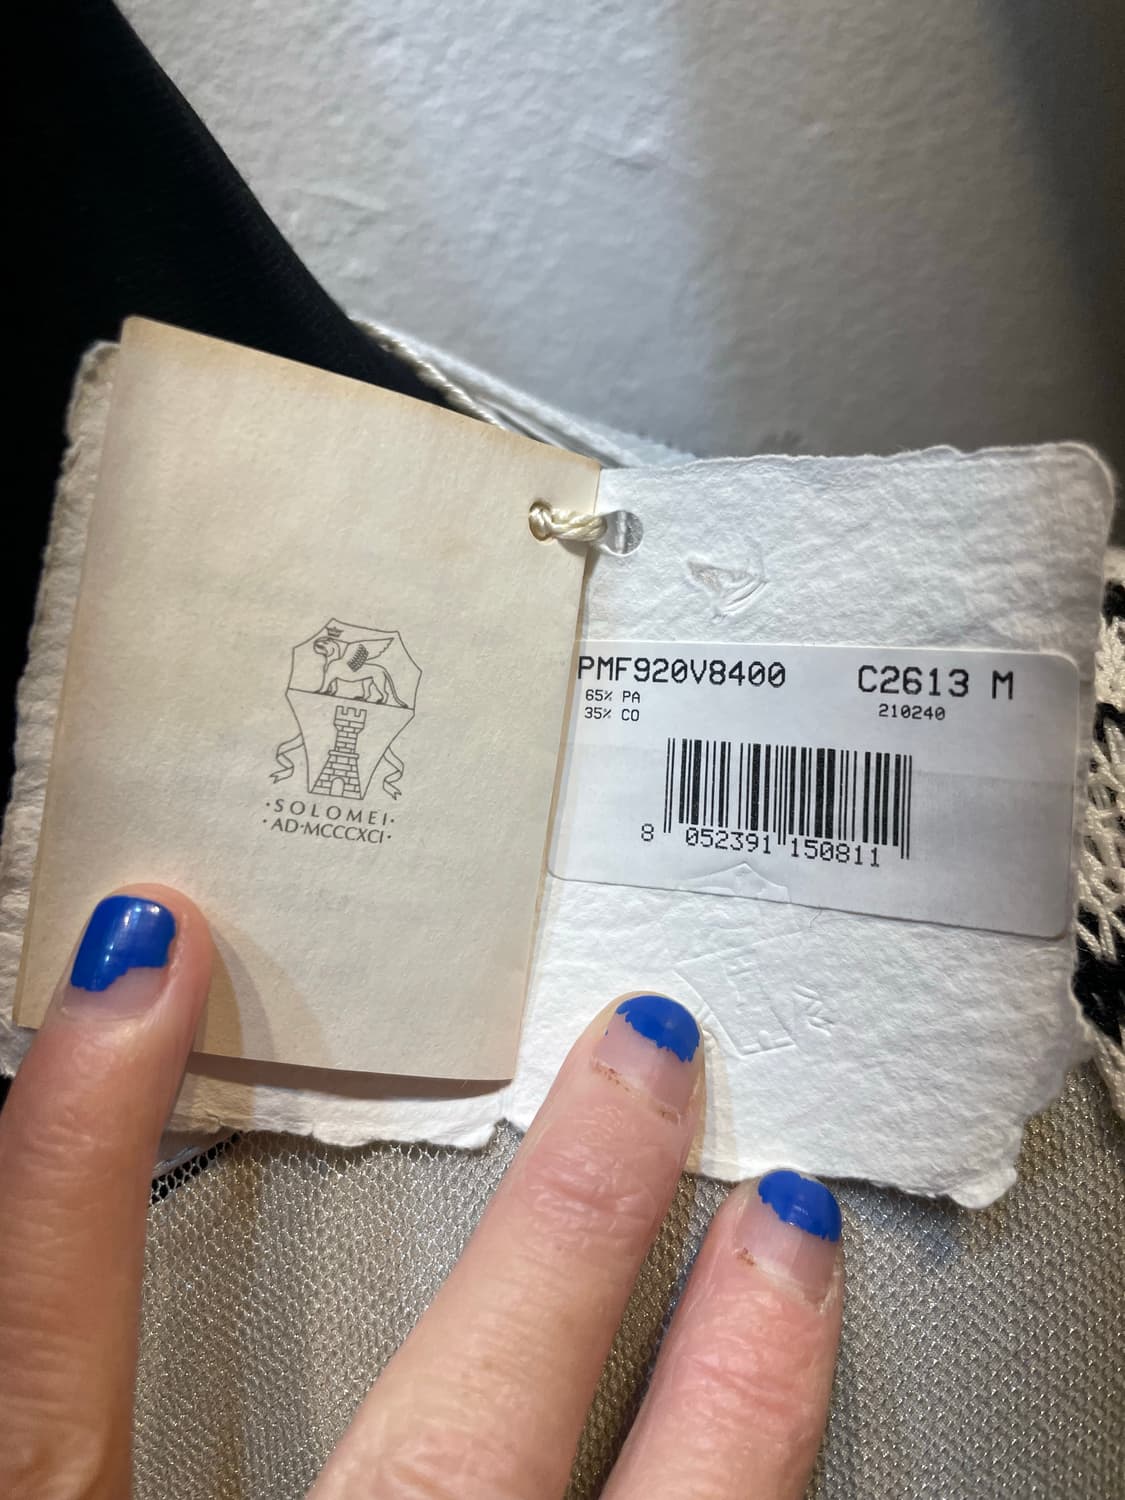 ·SOLOMEI·
·AD·MCCCXCI·
PMF920V8400 C2613 M
65% PA 210240
35% CO
8 052391 150811